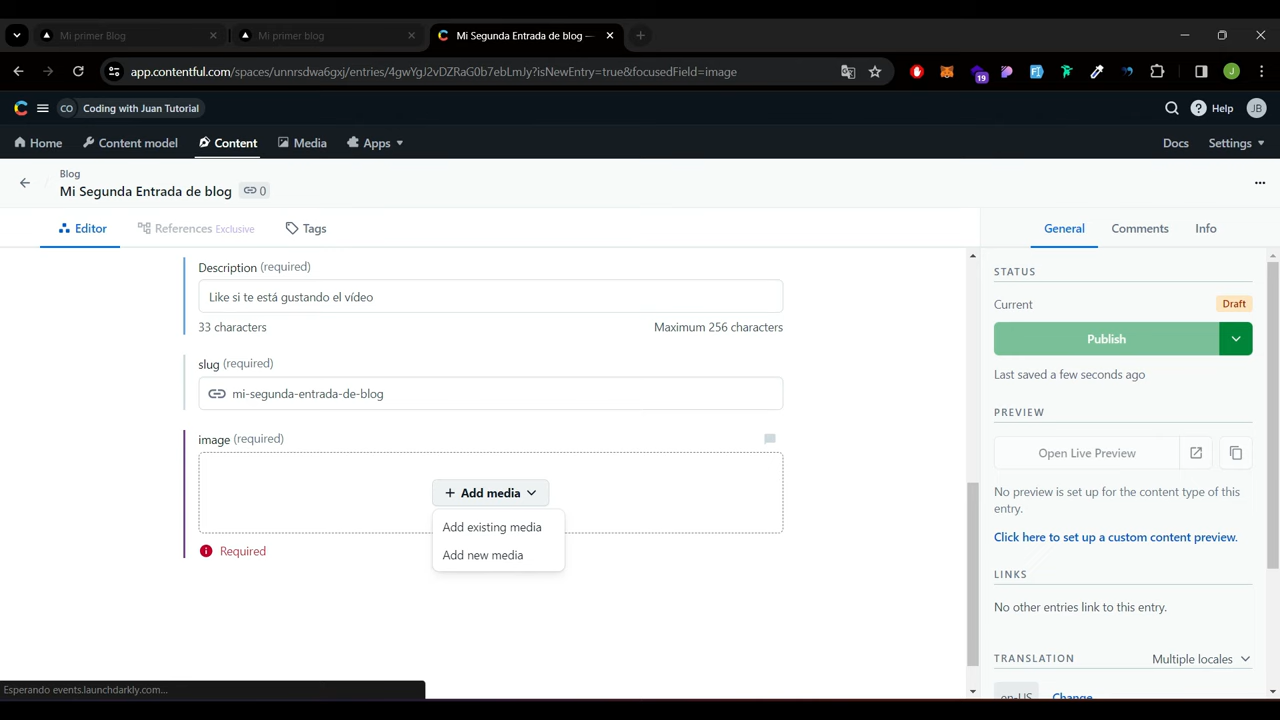 Mi primer Blog
Mi primer blog
Mi Segunda Entrada de blog —
app.contentful.com/spaces/unnrsdwa6gxj/entries/4gwYgJ2vDZRaG0b7ebLmJy?isNewEntry=true&focusedField=image
19
J
CO Coding with Juan Tutorial
Help
JB
Home
Content model
Content
Media
Apps
Docs
Settings
Blog
Mi Segunda Entrada de blog
0
Editor
References Exclusive
Tags
General
Comments
Info
Description (required)
Like si te está gustando el vídeo
33 characters
Maximum 256 characters
slug (required)
mi-segunda-entrada-de-blog
image (required)
+ Add media
Add existing media
Add new media
Required
STATUS
Current
Draft
Publish
Last saved a few seconds ago
PREVIEW
Open Live Preview
No preview is set up for the content type of this
entry.
Click here to set up a custom content preview.
LINKS
No other entries link to this entry.
TRANSLATION
Multiple locales
en-US
Change
Esperando events.launchdarkly.com...